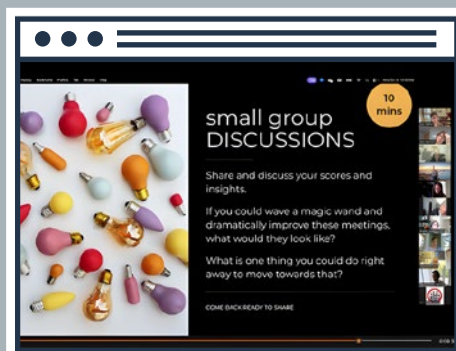 10
mins
small group
DISCUSSIONS
Share and discuss your scores and
insights.
If you could wave a magic wand and
dramatically improve these meetings,
what would they look like?
What is one thing you could do right
away to move towards that?
COME BACK READY TO SHARE